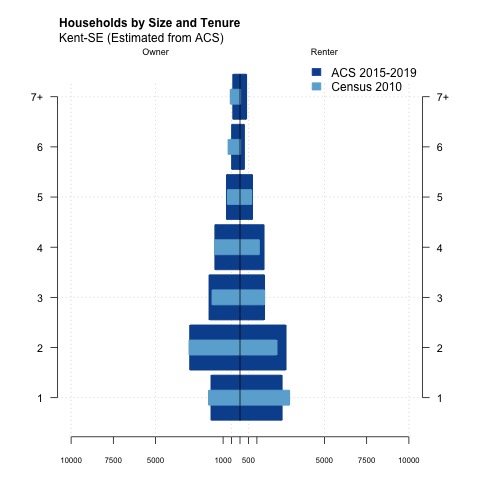 Households by Size and Tenure
Kent-SE (Estimated from ACS)
Owner Renter
ACS 2015-2019
Census 2010
7+ 7+
6 6
5 5
4 4
3 3
2 2
1 1
10000 7500 5000 1000 500 5000 7500 10000